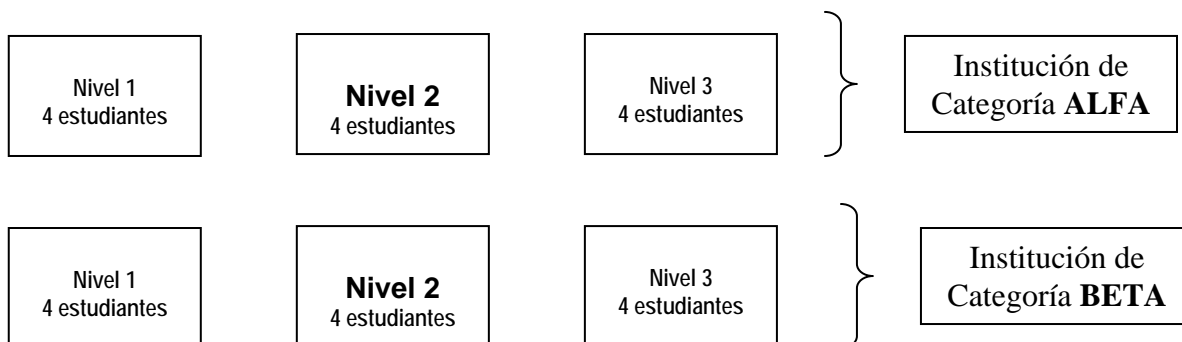 Nivel 1
4 estudiantes
Nivel 2
4 estudiantes
Nivel 3
4 estudiantes
Institución de
Categoría ALFA
Nivel 1
4 estudiantes
Nivel 2
4 estudiantes
Nivel 3
4 estudiantes
Institución de
Categoría BETA